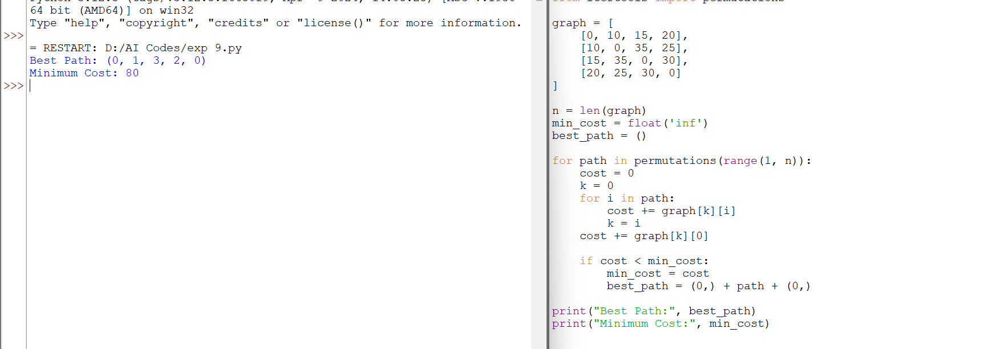 64 bit (AMD64)] on win32
Type "help", "copyright", "credits" or "license()" for more information.
>>>
= RESTART: D:/AI Codes/exp 9.py
Best Path: (0, 1, 3, 2, 0)
Minimum Cost: 80
>>>
from itertools import permutations
graph = [
    [0, 10, 15, 20],
    [10, 0, 35, 25],
    [15, 35, 0, 30],
    [20, 25, 30, 0]
]
n = len(graph)
min_cost = float('inf')
best_path = ()
for path in permutations(range(1, n)):
    cost = 0
    k = 0
    for i in path:
        cost += graph[k][i]
        k = i
    cost += graph[k][0]
    if cost < min_cost:
        min_cost = cost
        best_path = (0,) + path + (0,)
print("Best Path:", best_path)
print("Minimum Cost:", min_cost)